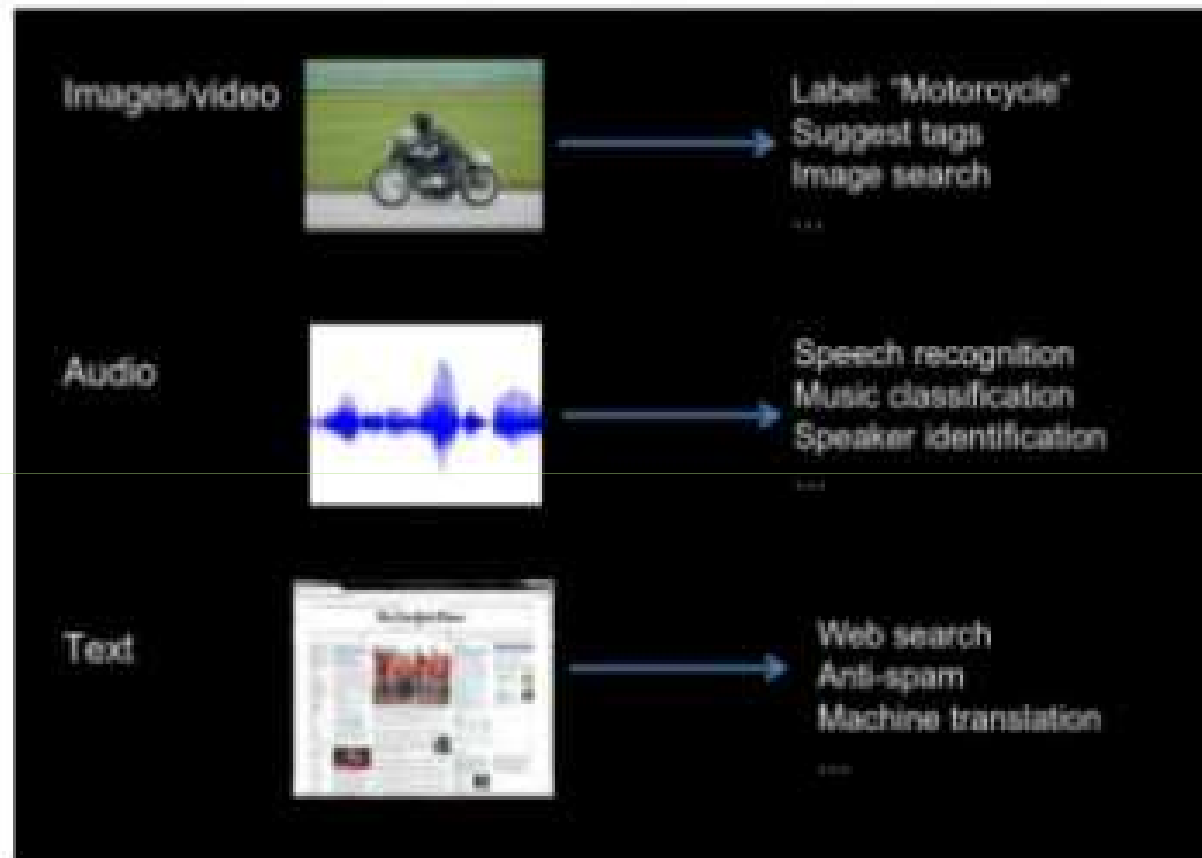 Images/video
Label: "Motorcycle"
Suggest tags
Image search
...
Audio
Speech recognition
Music classification
Speaker identification
...
Text
Web search
Anti-spam
Machine translation
...